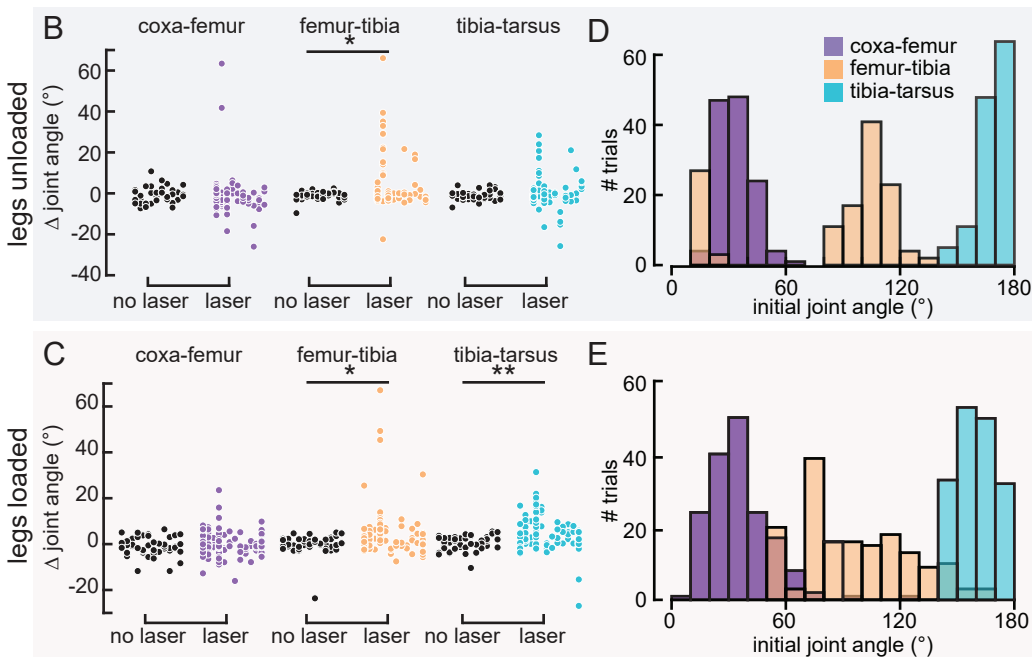 legs unloaded
B
coxa-femur
femur-tibia
tibia-tarsus
*
Δ joint angle (°)
60
40
20
0
-20
-40
no laser
laser
no laser
laser
no laser
laser
D
coxa-femur
femur-tibia
tibia-tarsus
# trials
60
40
20
0
0
60
120
180
initial joint angle (°)
legs loaded
C
coxa-femur
femur-tibia
tibia-tarsus
*
**
Δ joint angle (°)
60
40
20
0
-20
no laser
laser
no laser
laser
no laser
laser
E
# trials
60
40
20
0
0
60
120
180
initial joint angle (°)